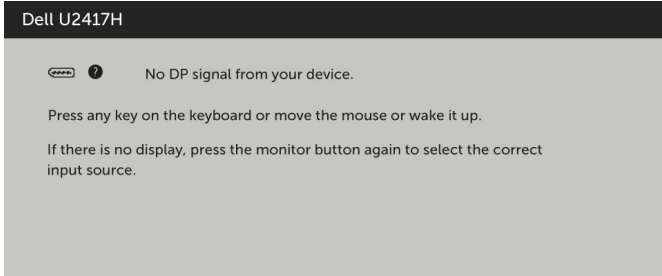 Dell U2417H
? No DP signal from your device.
Press any key on the keyboard or move the mouse or wake it up.
If there is no display, press the monitor button again to select the correct
input source.